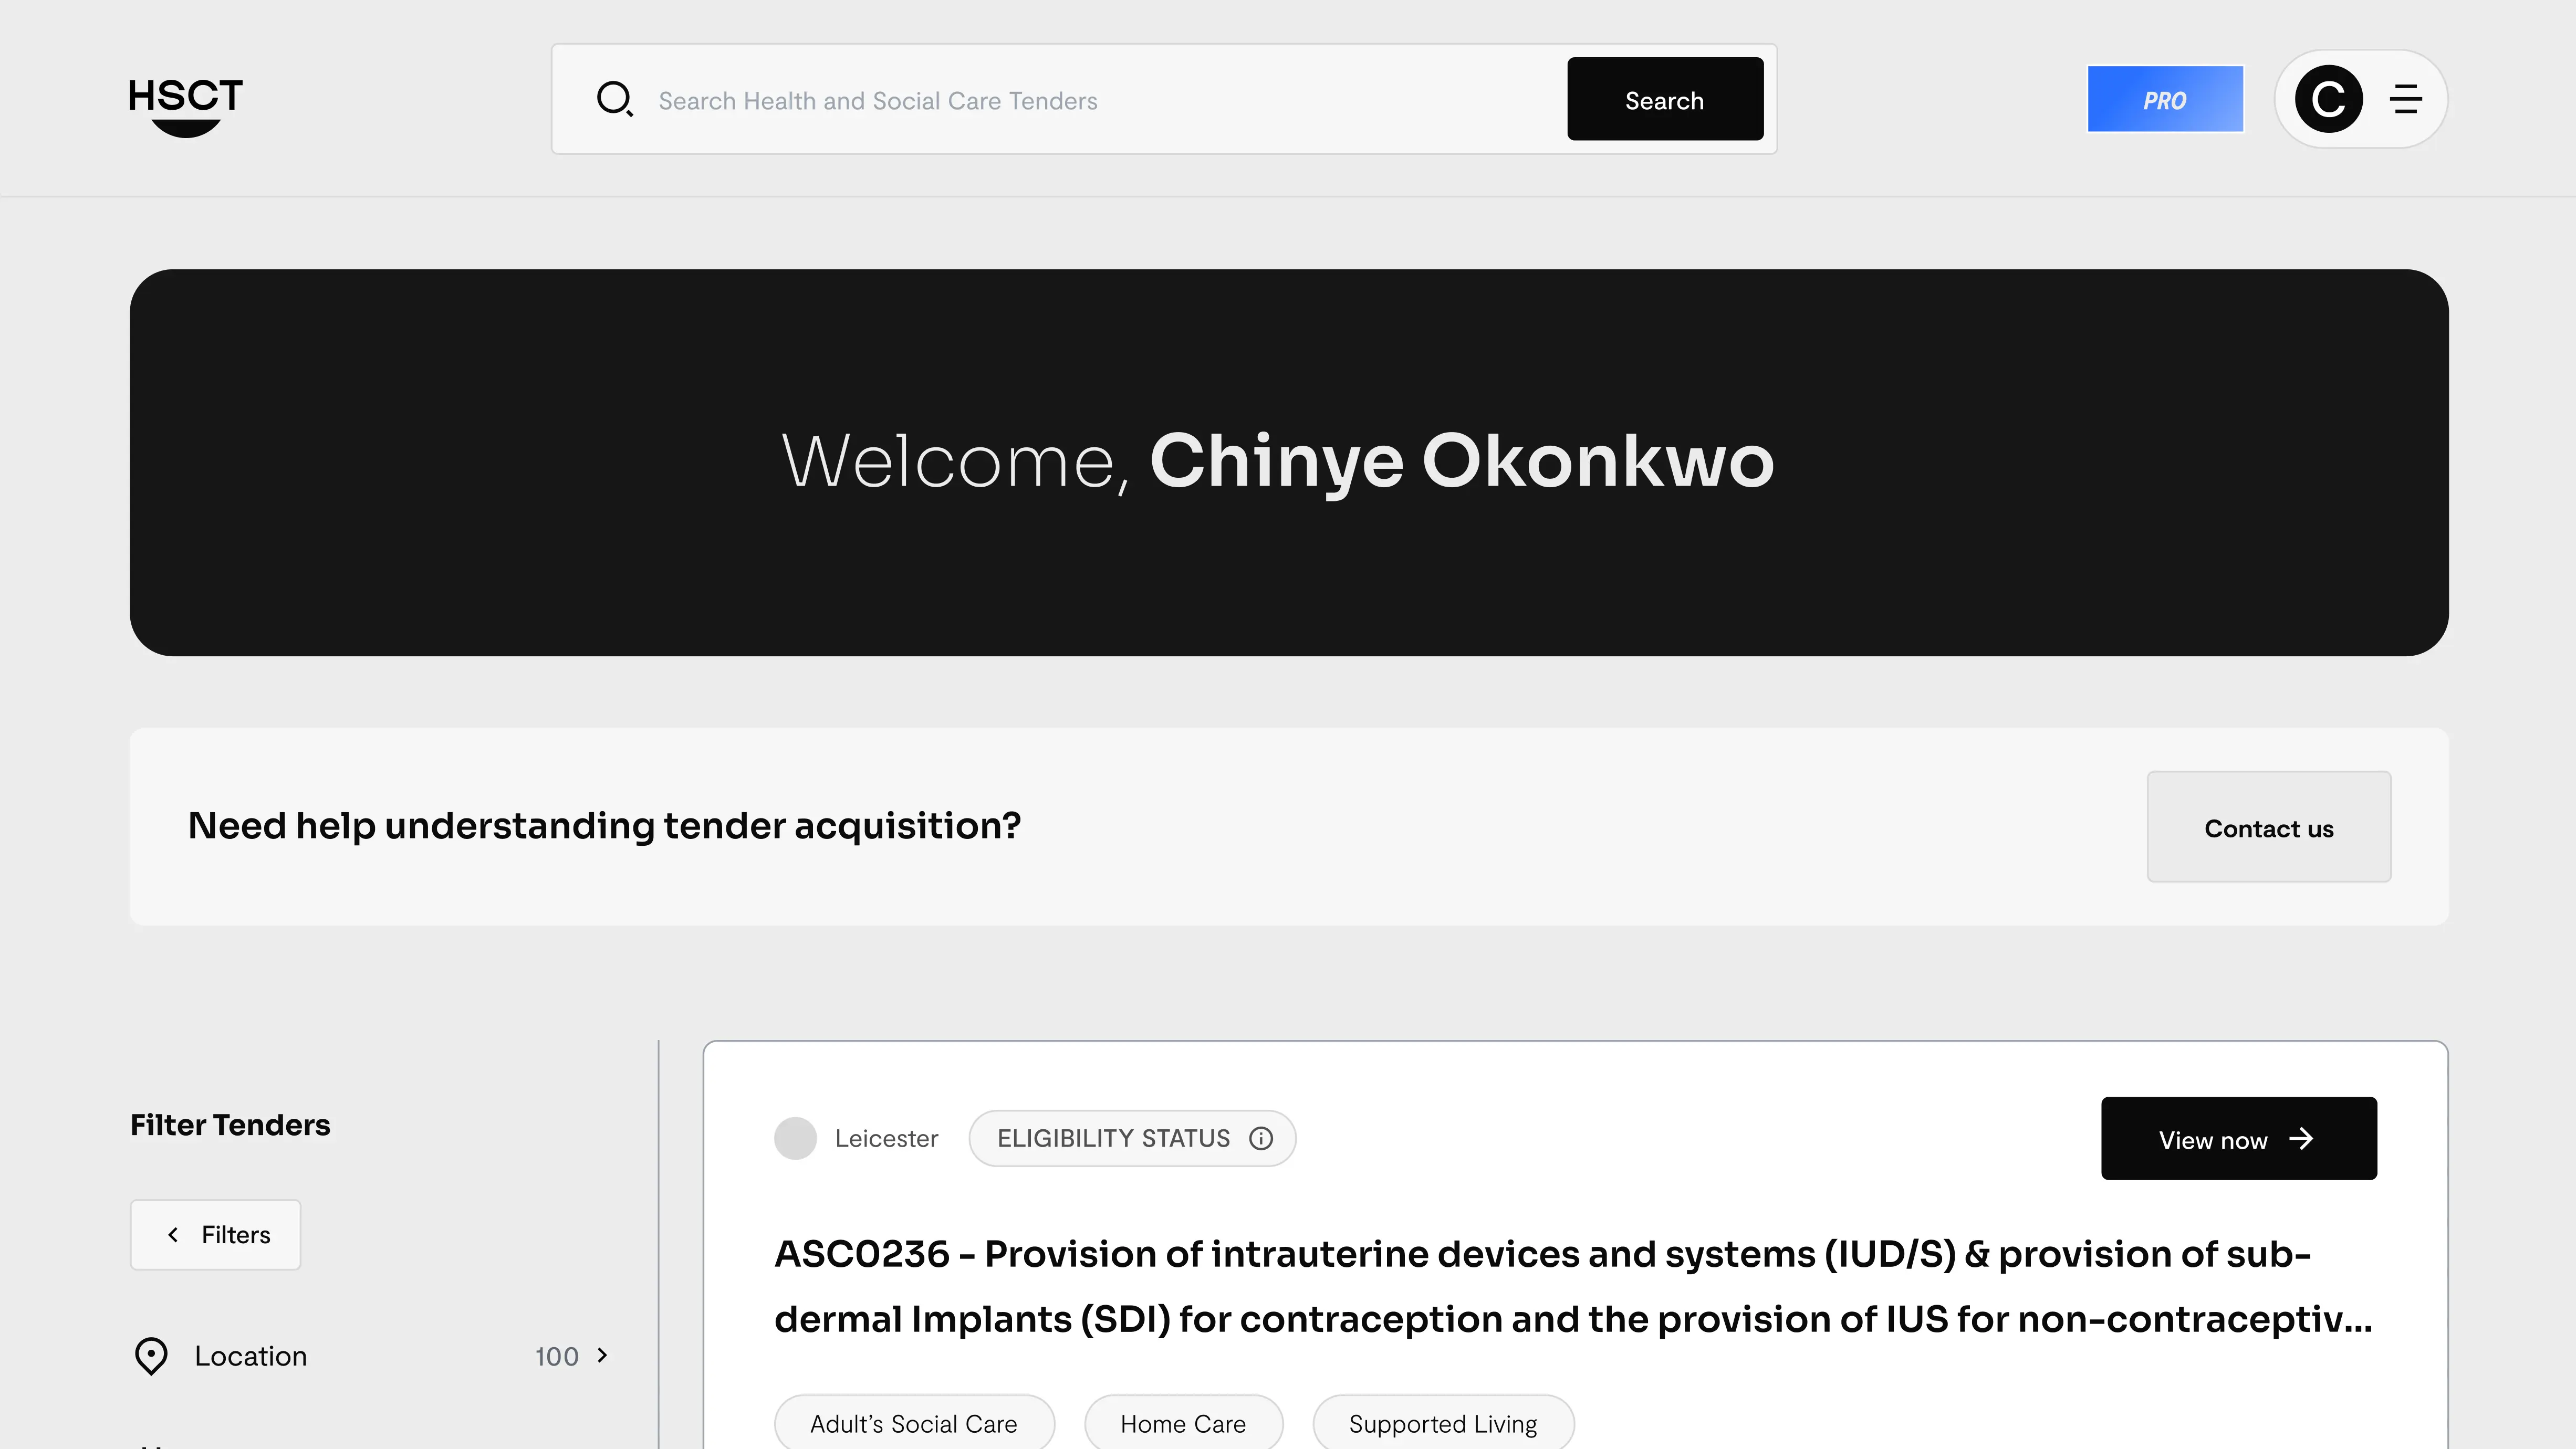 HSCT
Search Health and Social Care Tenders
Search
PRO
C
Welcome, Chinye Okonkwo
Need help understanding tender acquisition?
Contact us
Filter Tenders
Filters
Location 100
Leicester
ELIGIBILITY STATUS
View now
ASC0236 - Provision of intrauterine devices and systems (IUD/S) & provision of sub-
dermal Implants (SDI) for contraception and the provision of IUS for non-contraceptiv...
Adult’s Social Care
Home Care
Supported Living